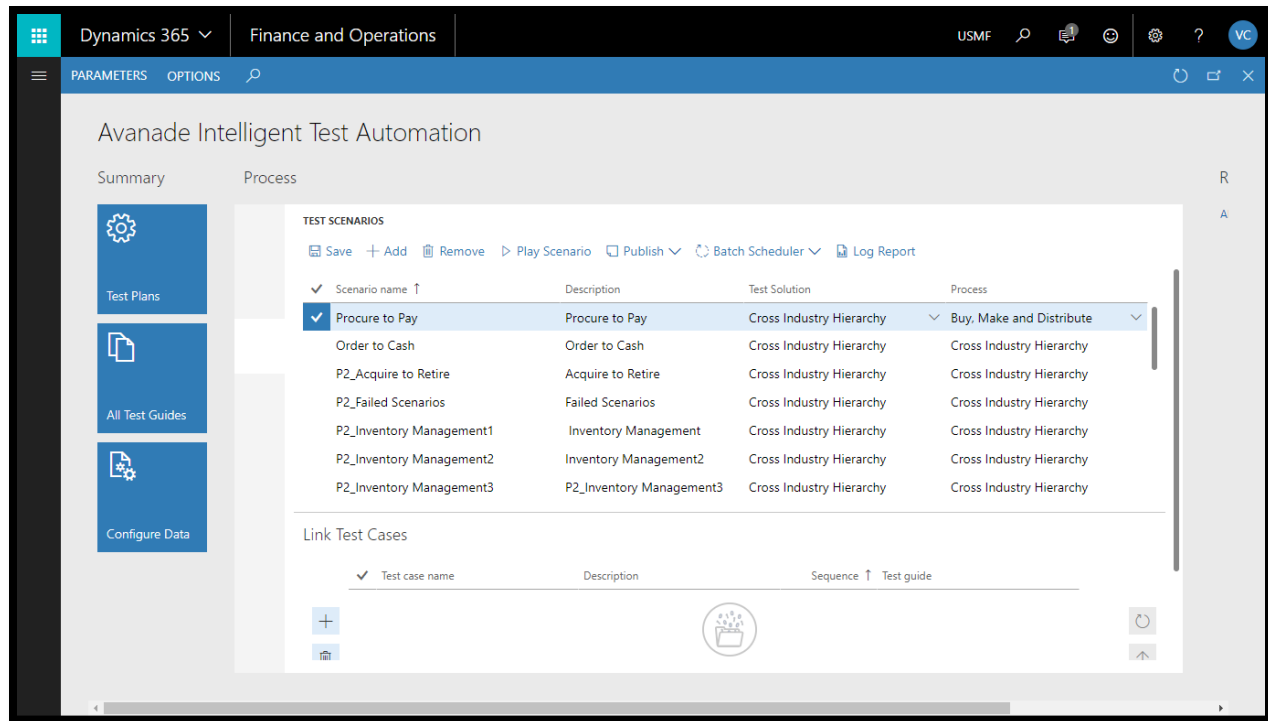 Dynamics 365 Finance and Operations USMF 1 ? VC
PARAMETERS OPTIONS
Avanade Intelligent Test Automation
Summary Process R
A
TEST SCENARIOS
Save Add Remove Play Scenario Publish Batch Scheduler Log Report
Test Plans
Scenario name ↑ Description Test Solution Process
Procure to Pay Procure to Pay Cross Industry Hierarchy Buy, Make and Distribute
Order to Cash Order to Cash Cross Industry Hierarchy Cross Industry Hierarchy
P2_Acquire to Retire Acquire to Retire Cross Industry Hierarchy Cross Industry Hierarchy
P2_Failed Scenarios Failed Scenarios Cross Industry Hierarchy Cross Industry Hierarchy
All Test Guides
P2_Inventory Management1 Inventory Management Cross Industry Hierarchy Cross Industry Hierarchy
P2_Inventory Management2 Inventory Management2 Cross Industry Hierarchy Cross Industry Hierarchy
P2_Inventory Management3 P2_Inventory Management3 Cross Industry Hierarchy Cross Industry Hierarchy
Configure Data
Link Test Cases
Test case name Description Sequence ↑ Test guide